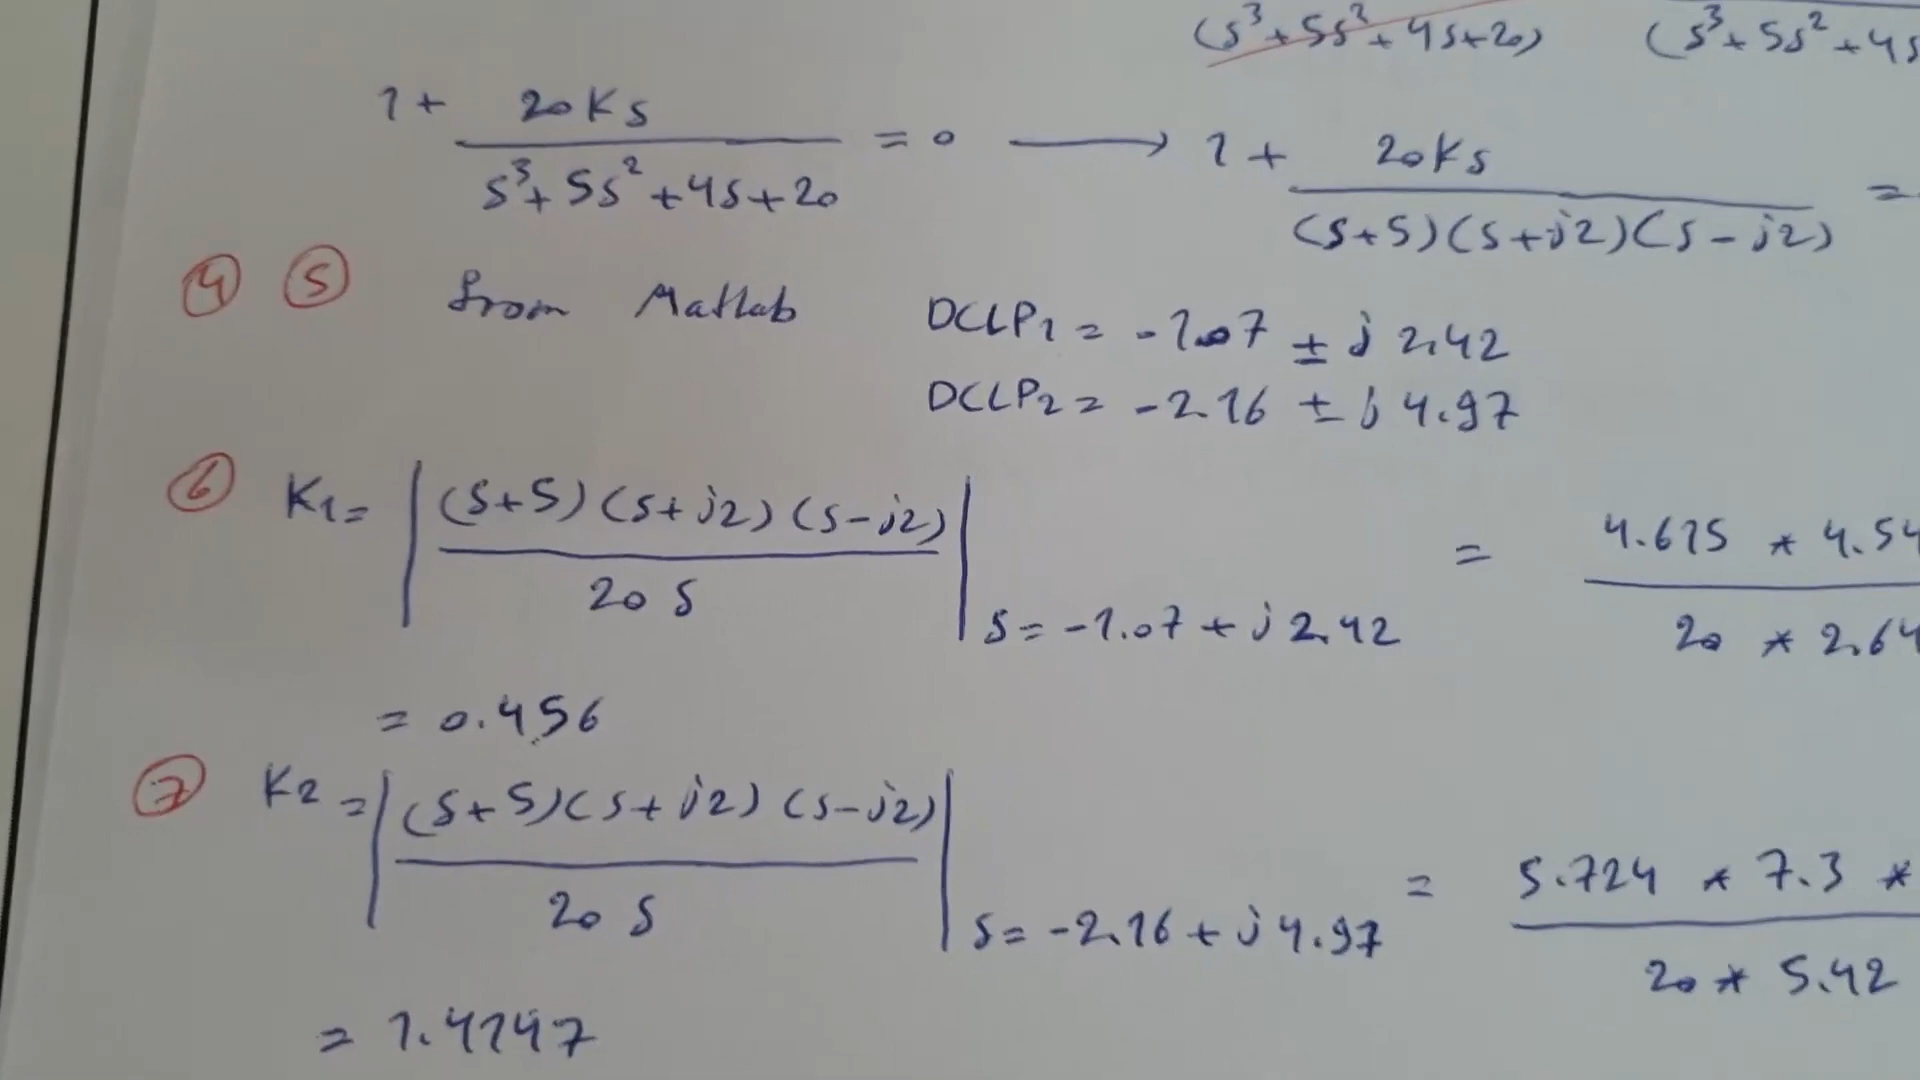 (s³+5s²+4s+20) (s³+5s²+4s
1+ 20Ks / s³+5s²+4s+20 = 0 → 1+ 20Ks / (s+5)(s+j2)(s-j2) =
④ ⑤ from Matlab DCLP1 = -1.07 ± j 2.42
DCLP2 = -2.16 ± j 4.97
⑥ K1 = |(s+5)(s+j2)(s-j2) / 20 s| s=-1.07+j2.42 = 4.615 * 4.54 / 20 * 2.64
= 0.456
⑦ K2 = |(s+5)(s+j2)(s-j2) / 20 s| s=-2.16+j4.97 = 5.724 * 7.3 * / 20 * 5.42
= 1.4147